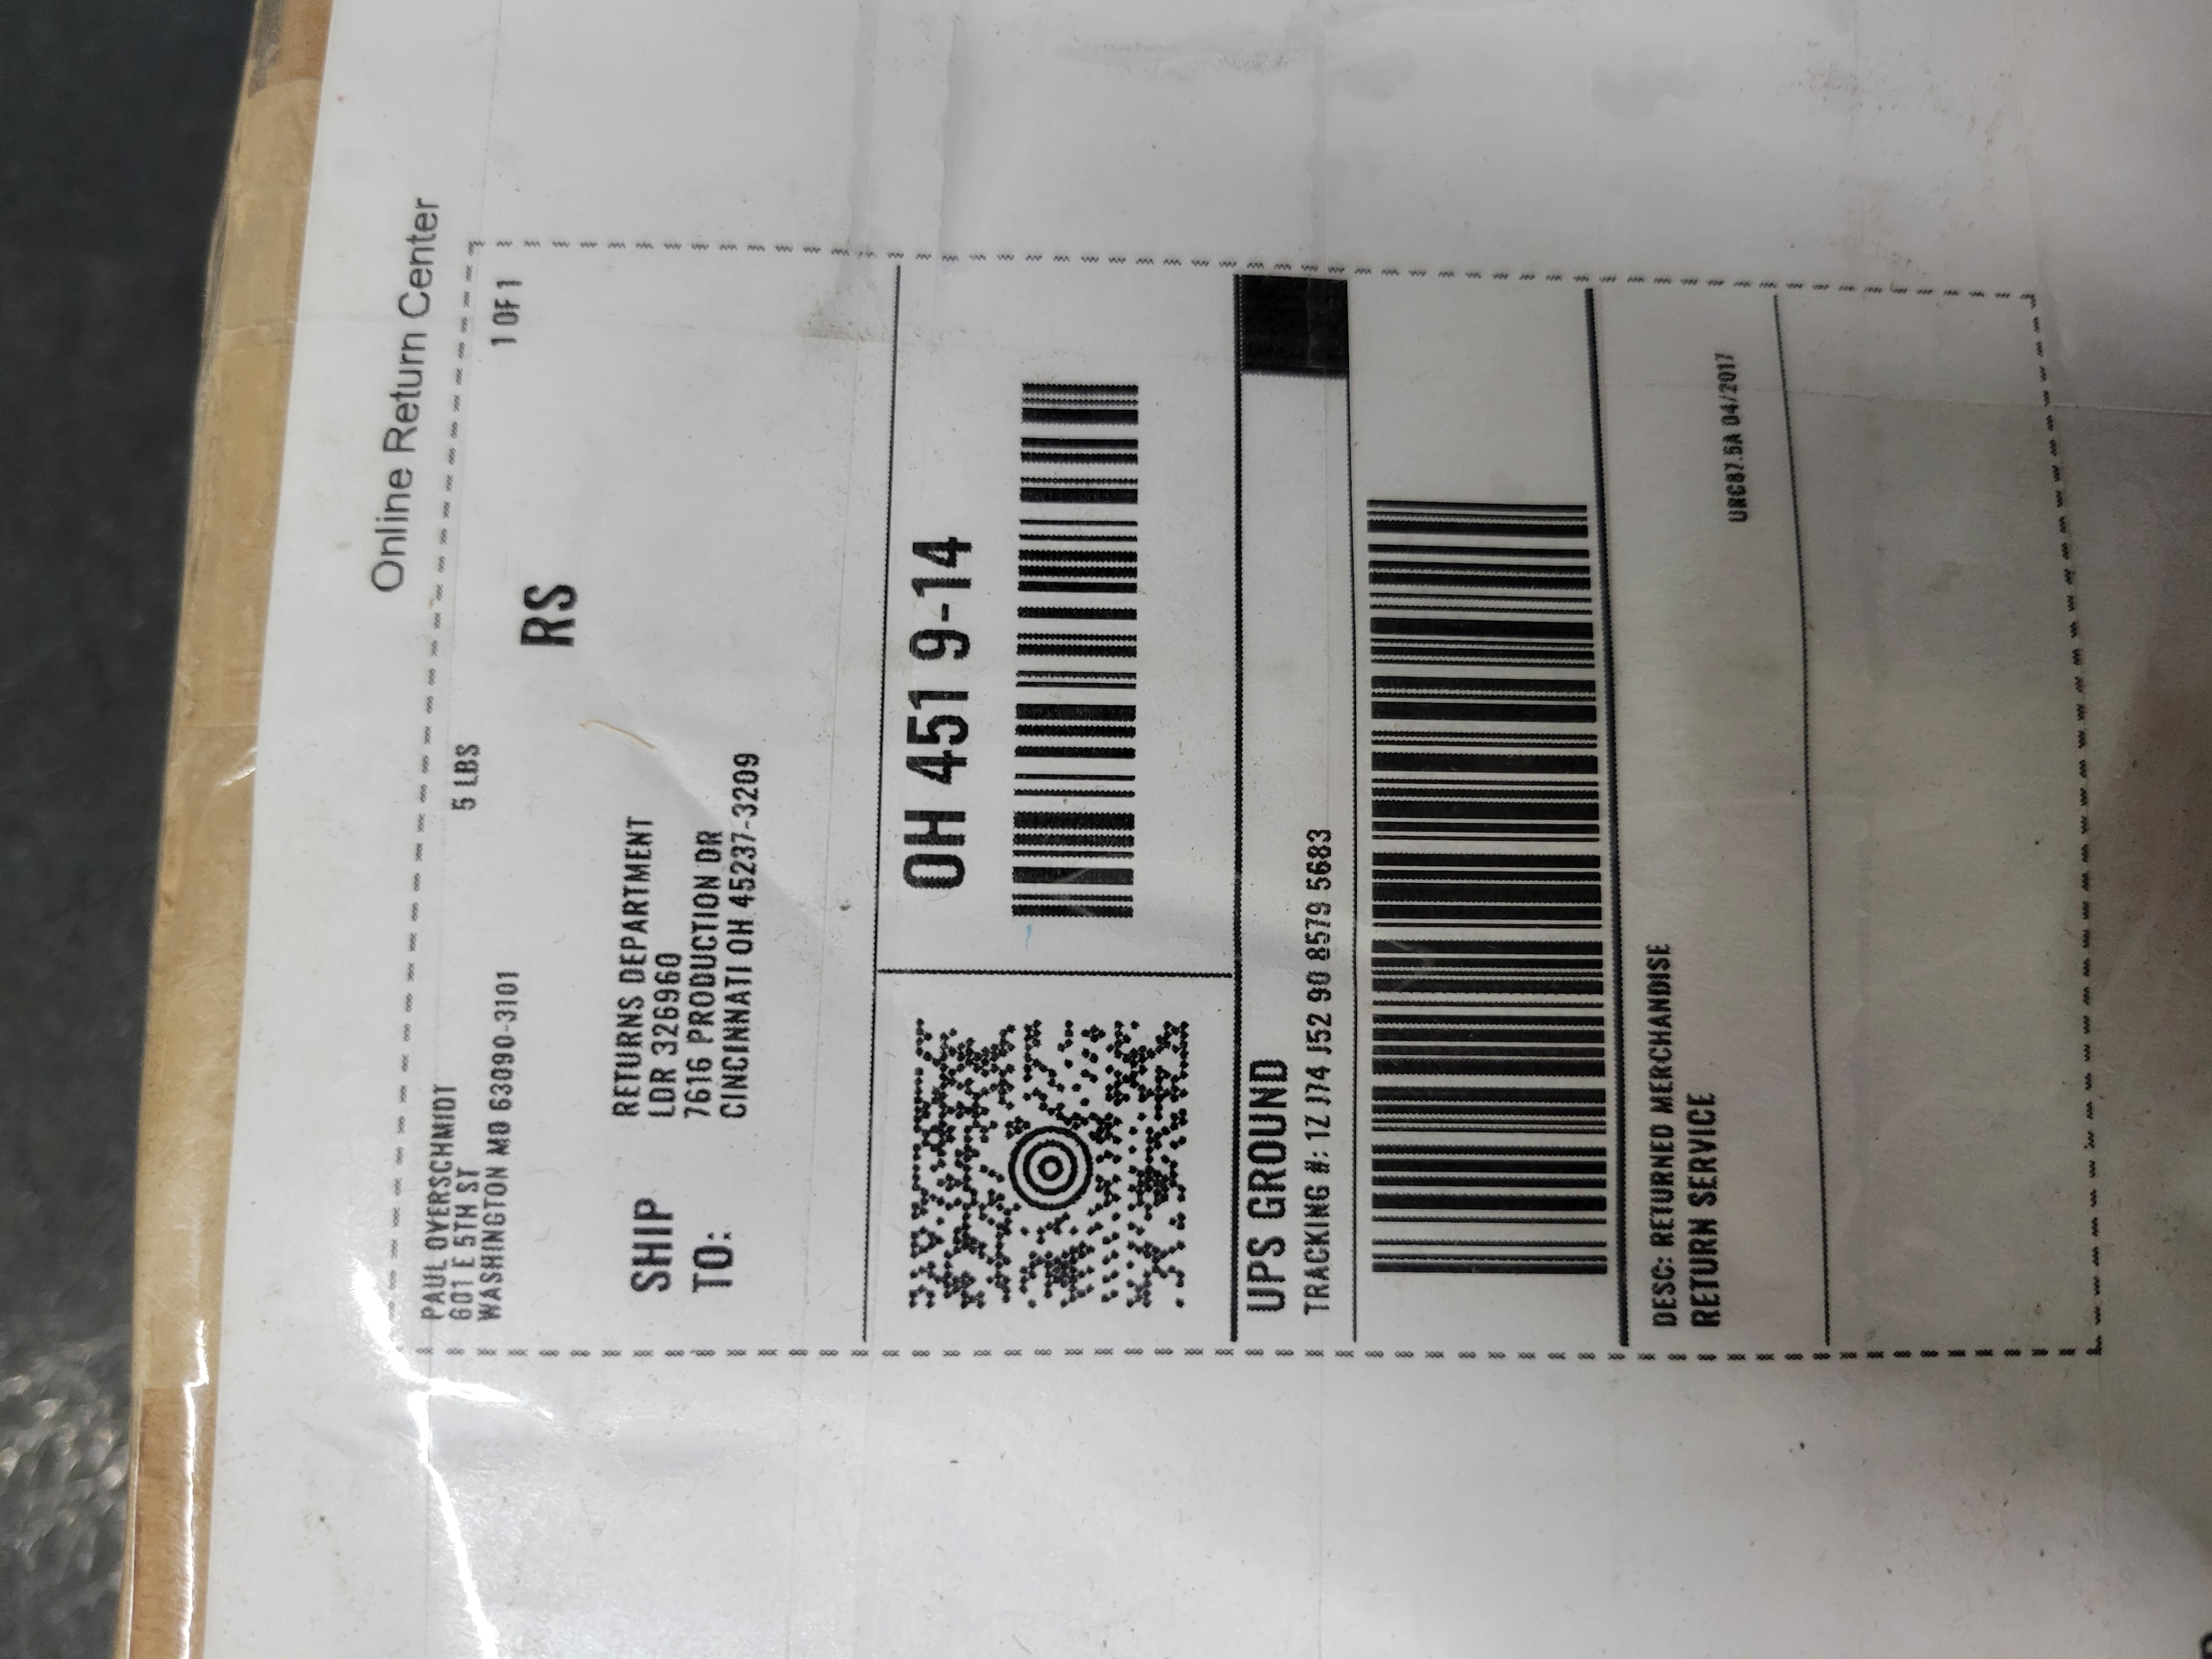 Online Return Center
PAUL OVERSCHMIDT
601 E 5TH ST
WASHINGTON MO 63090-3101
5 LBS
1 OF 1
RS
SHIP
TO:
RETURNS DEPARTMENT
LDR 326960
7616 PRODUCTION DR
CINCINNATI OH 45237-3209
OH 451 9-14
UPS GROUND
TRACKING #: 1Z J74 J52 90 8579 5683
DESC: RETURNED MERCHANDISE
RETURN SERVICE
URC87.5A 04/2017